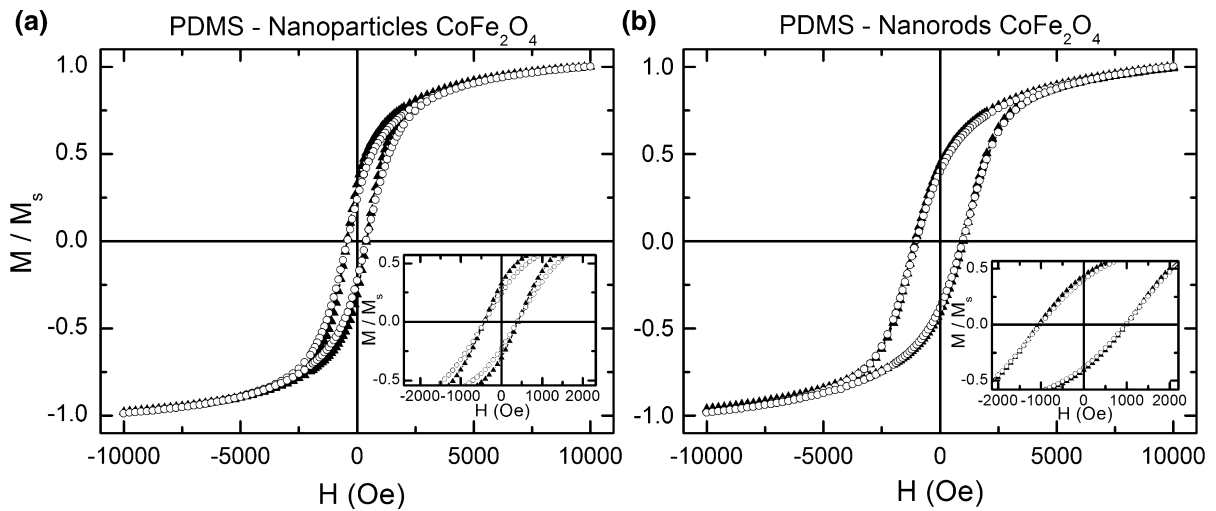 (a) PDMS - Nanoparticles CoFe₂O₄
1.0
0.5
0.0
-0.5
-1.0
M / Mₛ
-10000 -5000 0 5000 10000
H (Oe)
0.5
0.0
-0.5
M / Mₛ
-2000 -1000 0 1000 2000
H (Oe)
(b) PDMS - Nanorods CoFe₂O₄
1.0
0.5
0.0
-0.5
-1.0
-10000 -5000 0 5000 10000
H (Oe)
0.5
0.0
-0.5
M / Mₛ
-2000 -1000 0 1000 2000
H (Oe)